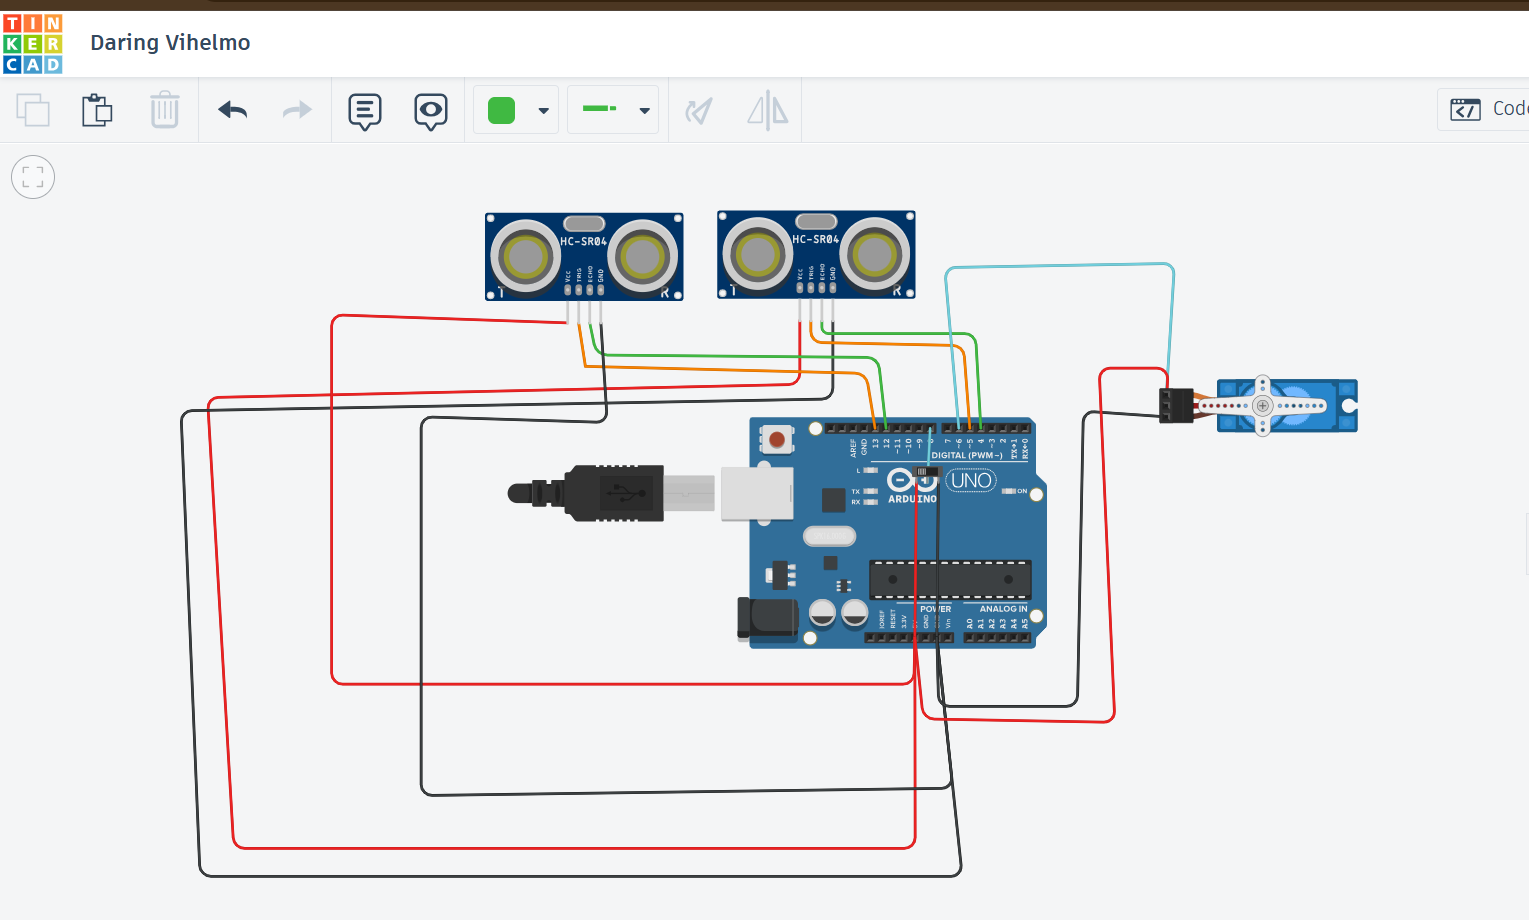 TIN
KER
CAD
Daring Vihelmo
Code
HC-SR04
VCC
TRIG
ECHO
GND
T
R
HC-SR04
VCC
TRIG
ECHO
GND
T
R
AREF
GND
13
12
~11
~10
~9
8
7
~6
~5
4
~3
2
TX→1
RX←0
DIGITAL (PWM~)
L
TX
RX
ARDUINO
UNO
ON
POWER
ANALOG IN
IOREF
RESET
3.3V
GND
Vin
A0
A1
A2
A3
A4
A5